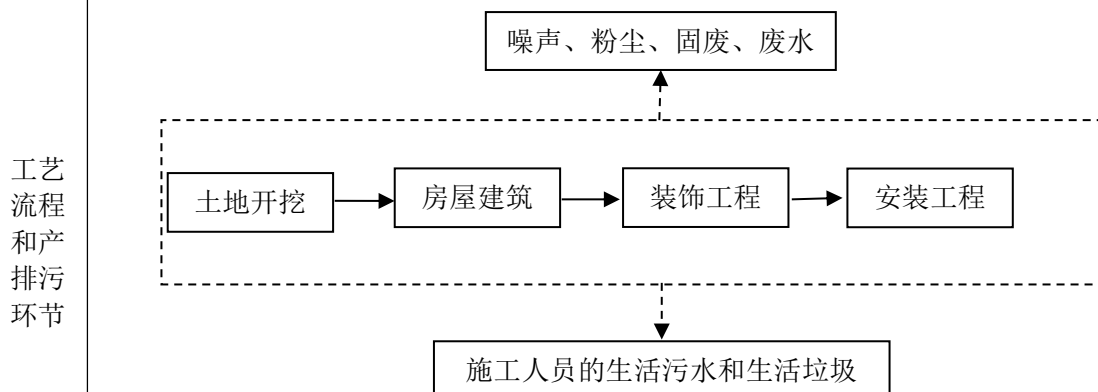 噪声、粉尘、固废、废水
工艺
流程
和产
排污
环节
土地开挖
房屋建筑
装饰工程
安装工程
施工人员的生活污水和生活垃圾